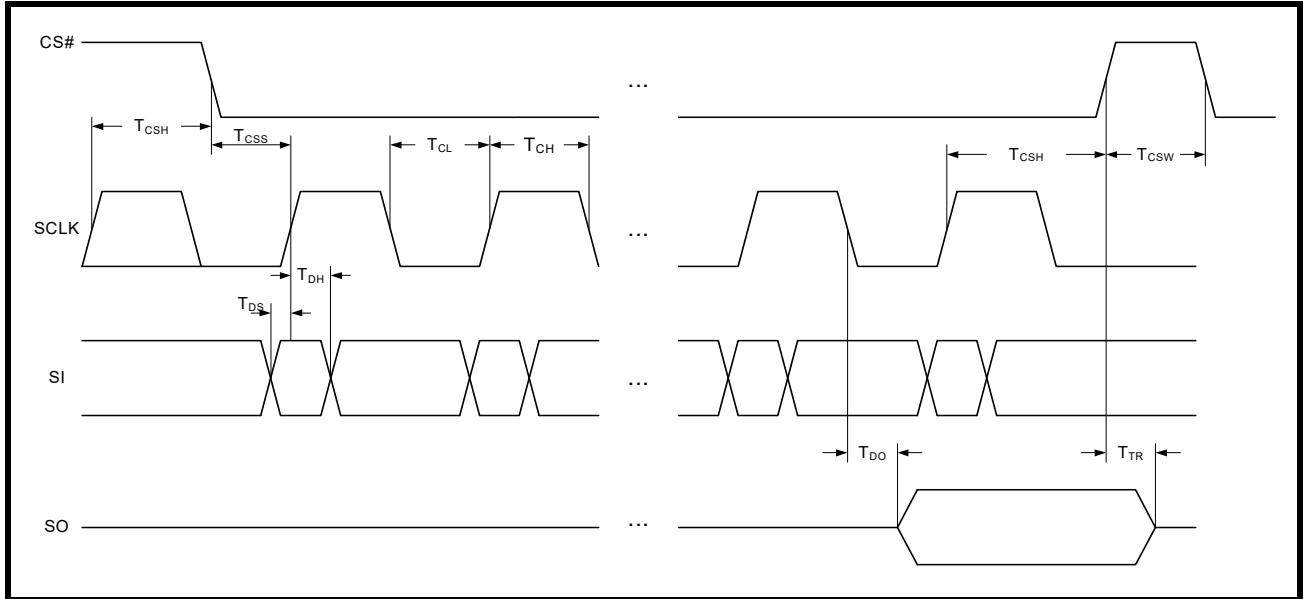 CS#
...
T_CSH
T_CSS
T_CL
T_CH
T_CSH
T_CSW
SCLK
...
T_DH
T_DS
SI
...
T_DO
T_TR
SO
...